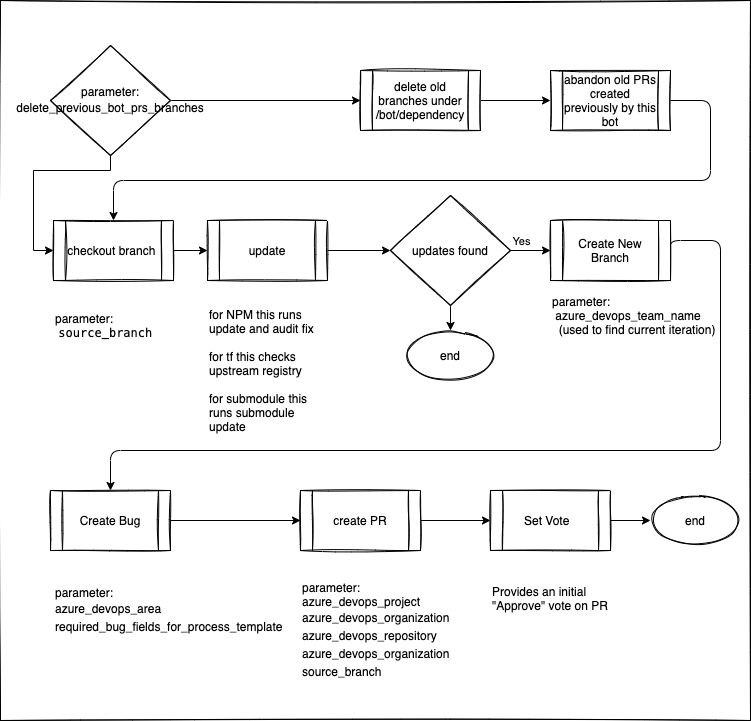 parameter:
delete_previous_bot_prs_branches
delete old
branches under
/bot/dependency
abandon old PRs
created
previously by this
bot
checkout branch
update
updates found
Yes
Create New
Branch
parameter:
source_branch
for NPM this runs
update and audit fix
for tf this checks
upstream registry
for submodule this
runs submodule
update
end
parameter:
azure_devops_team_name
(used to find current iteration)
Create Bug
create PR
Set Vote
end
parameter:
azure_devops_area
required_bug_fields_for_process_template
parameter:
azure_devops_project
azure_devops_organization
azure_devops_repository
azure_devops_organization
source_branch
Provides an initial
"Approve" vote on PR